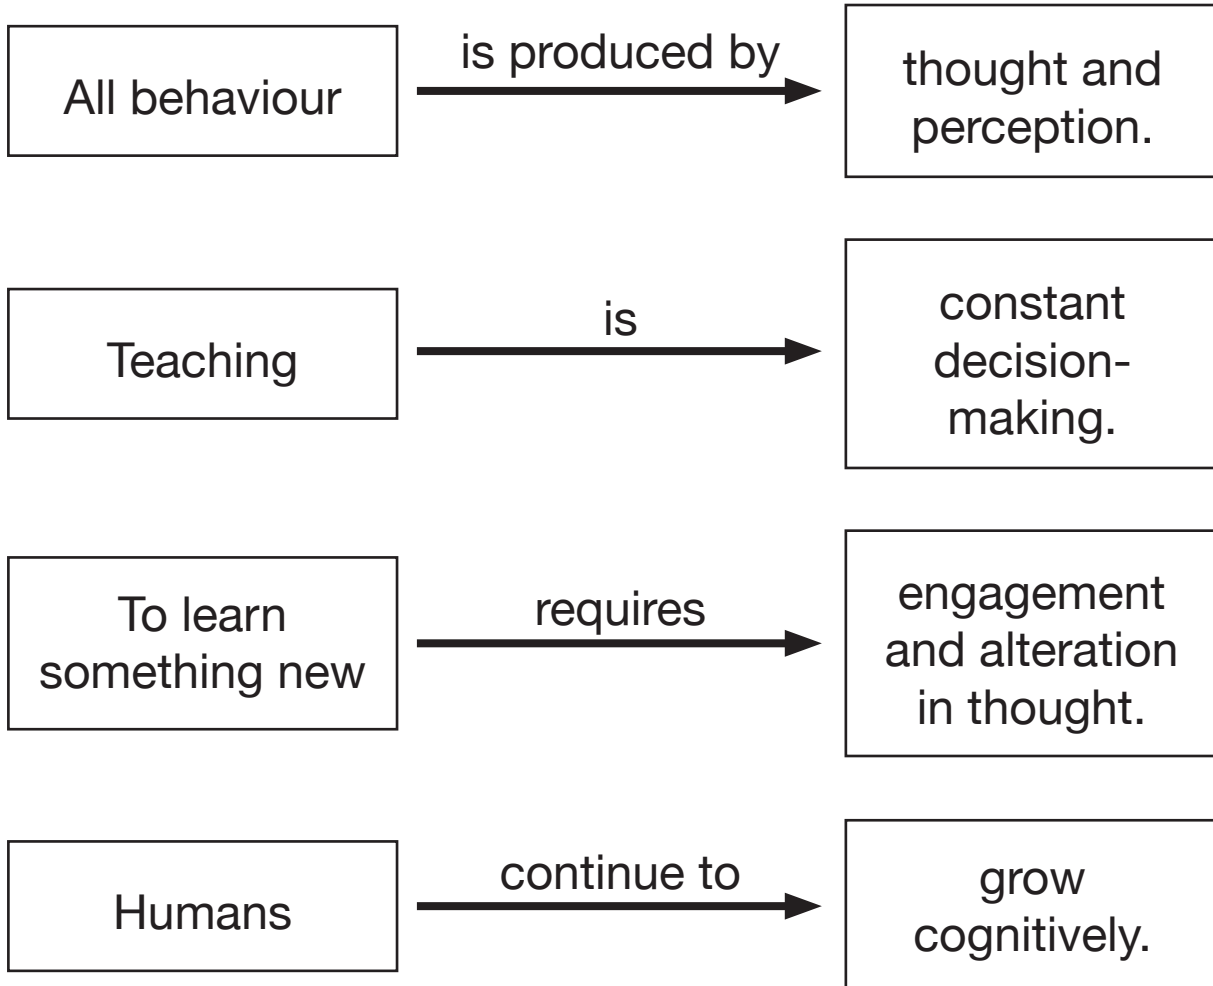 All behaviour
is produced by
thought and
perception.
Teaching
is
constant
decision-
making.
To learn
something new
requires
engagement
and alteration
in thought.
Humans
continue to
grow
cognitively.